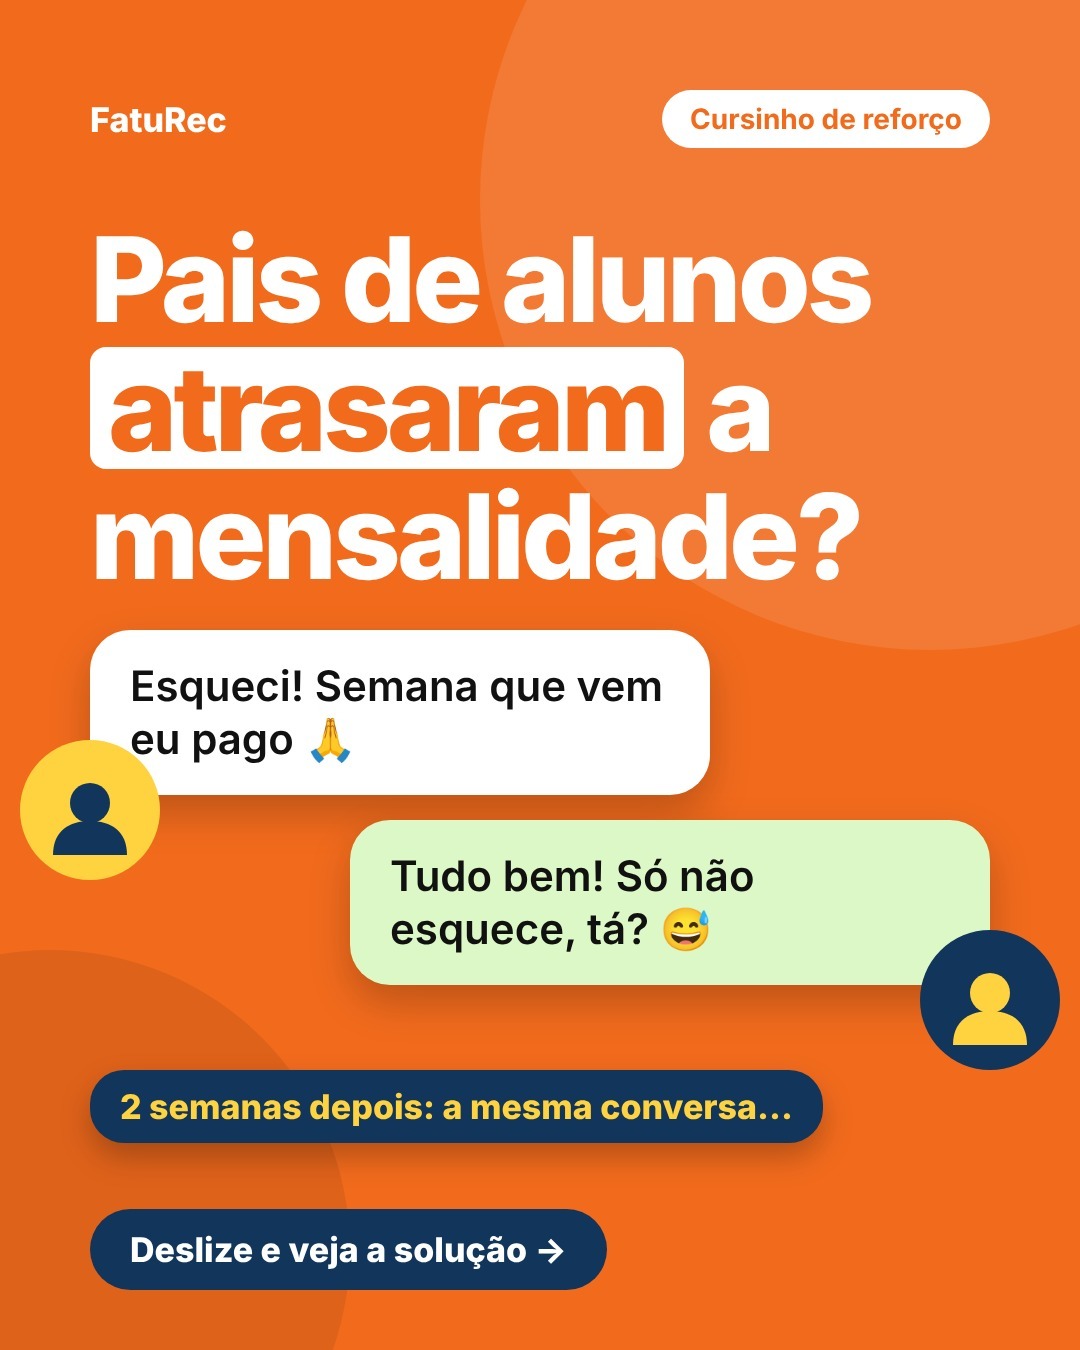 FatuRec
Cursinho de reforço
Pais de alunos
atrasaram a
mensalidade?
Esqueci! Semana que vem
eu pago 🙏
Tudo bem! Só não
esquece, tá? 😅
2 semanas depois: a mesma conversa...
Deslize e veja a solução →